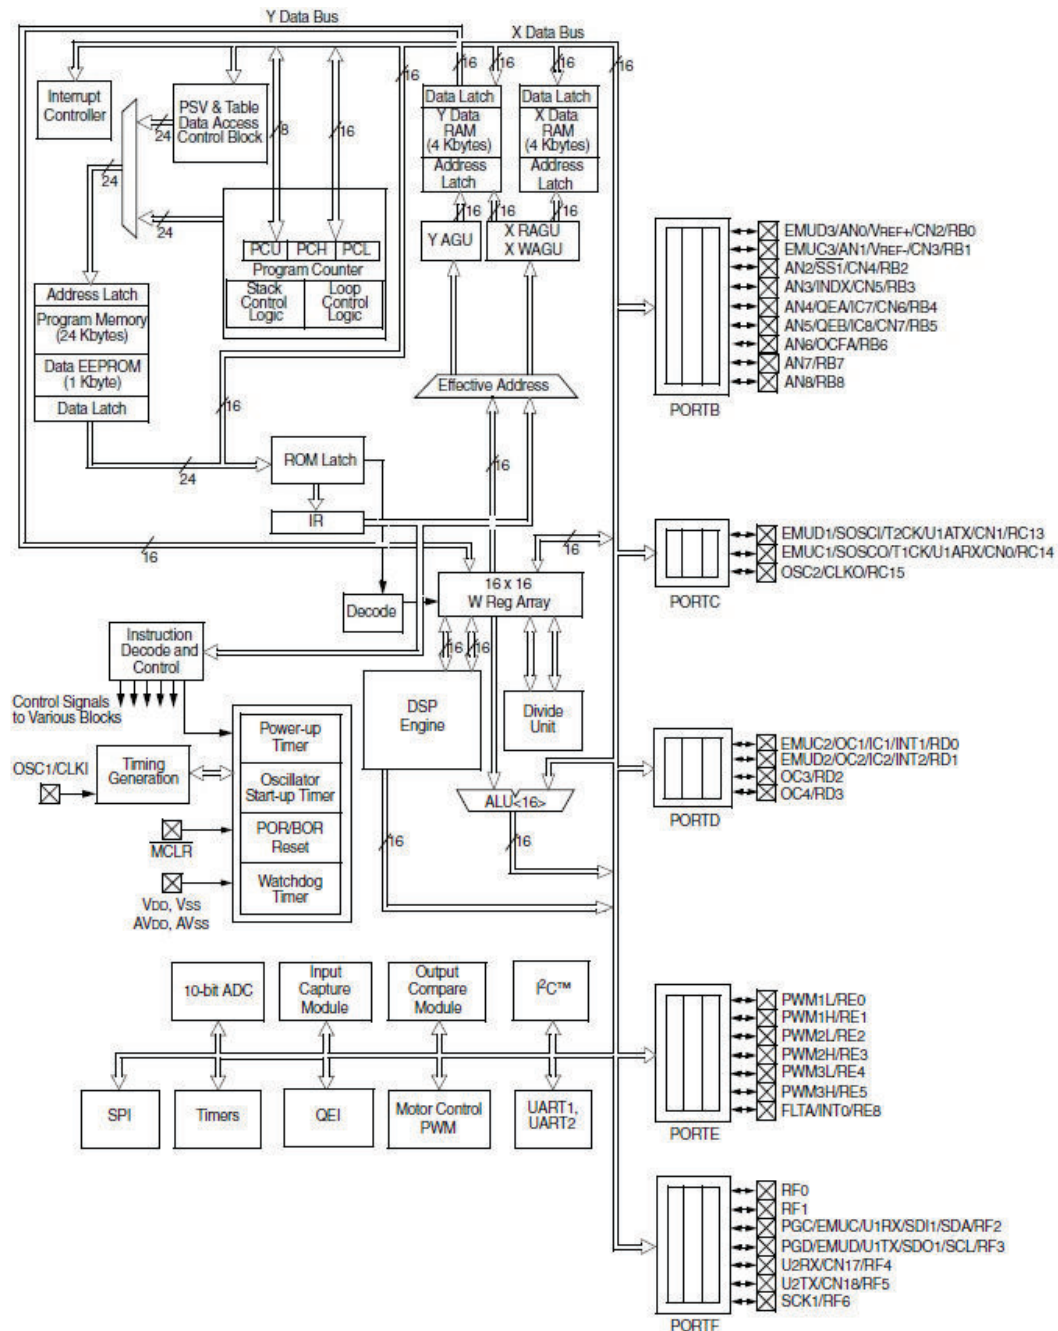 Y Data Bus
X Data Bus
16
16
16
16
16
Interrupt
Controller
PSV & Table
Data Access
Control Block
8
16
24
24
24
Data Latch
Y Data
RAM
(4 Kbytes)
Address
Latch
Data Latch
X Data
RAM
(4 Kbytes)
Address
Latch
16
16
16
Y AGU
X RAGU
X WAGU
PCU PCH PCL
Program Counter
Stack
Control
Logic
Loop
Control
Logic
Address Latch
Program Memory
(24 Kbytes)
Data EEPROM
(1 Kbyte)
Data Latch
Effective Address
16
24
ROM Latch
16
IR
16
16
16 x 16
W Reg Array
Decode
Instruction
Decode and
Control
Control Signals
to Various Blocks
16
16
DSP
Engine
Divide
Unit
Power-up
Timer
OSC1/CLKI
Timing
Generation
Oscillator
Start-up Timer
ALU<16>
POR/BOR
Reset
MCLR
16
16
Watchdog
Timer
VDD, VSS
AVDD, AVSS
10-bit ADC
Input
Capture
Module
Output
Compare
Module
I2C™
SPI
Timers
QEI
Motor Control
PWM
UART1,
UART2
EMUD3/AN0/VREF+/CN2/RB0
EMUC3/AN1/VREF-/CN3/RB1
AN2/SS1/CN4/RB2
AN3/INDX/CN5/RB3
AN4/QEA/IC7/CN6/RB4
AN5/QEB/IC8/CN7/RB5
AN6/OCFA/RB6
AN7/RB7
AN8/RB8
PORTB
EMUD1/SOSCI/T2CK/U1ATX/CN1/RC13
EMUC1/SOSCO/T1CK/U1ARX/CN0/RC14
OSC2/CLKO/RC15
PORTC
EMUC2/OC1/IC1/INT1/RD0
EMUD2/OC2/IC2/INT2/RD1
OC3/RD2
OC4/RD3
PORTD
PWM1L/RE0
PWM1H/RE1
PWM2L/RE2
PWM2H/RE3
PWM3L/RE4
PWM3H/RE5
FLTA/INT0/RE8
PORTE
RF0
RF1
PGC/EMUC/U1RX/SDI1/SDA/RF2
PGD/EMUD/U1TX/SDO1/SCL/RF3
U2RX/CN17/RF4
U2TX/CN18/RF5
SCK1/RF6
PORTF